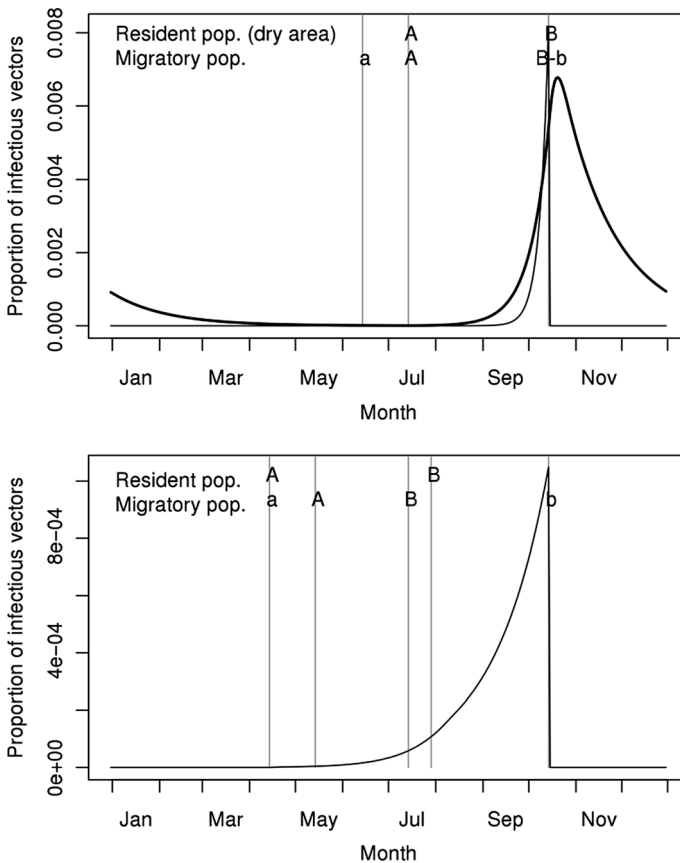 Resident pop. (dry area) A B
Migratory pop. a A B-b
Proportion of infectious vectors
0.008
0.006
0.004
0.002
0.000
Jan Mar May Jul Sep Nov
Month
Resident pop. A B
Migratory pop. a A B b
Proportion of infectious vectors
8e-04
4e-04
0e+00
Jan Mar May Jul Sep Nov
Month